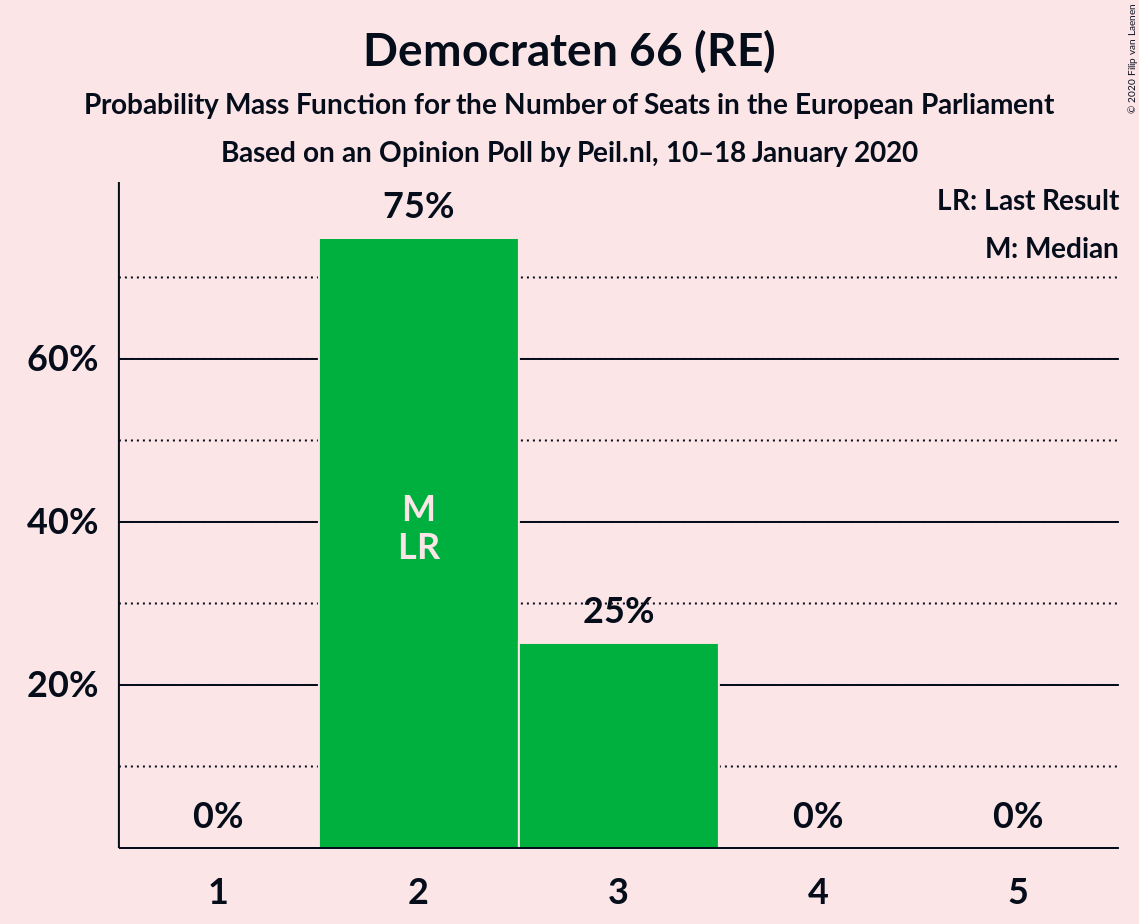 Democraten 66 (RE)
Probability Mass Function for the Number of Seats in the European Parliament
Based on an Opinion Poll by Peil.nl, 10–18 January 2020
© 2020 Filip van Laenen
LR: Last Result
M: Median
75%
60%
M
40%
LR
25%
20%
0%
0%
0%
1
2
3
4
5